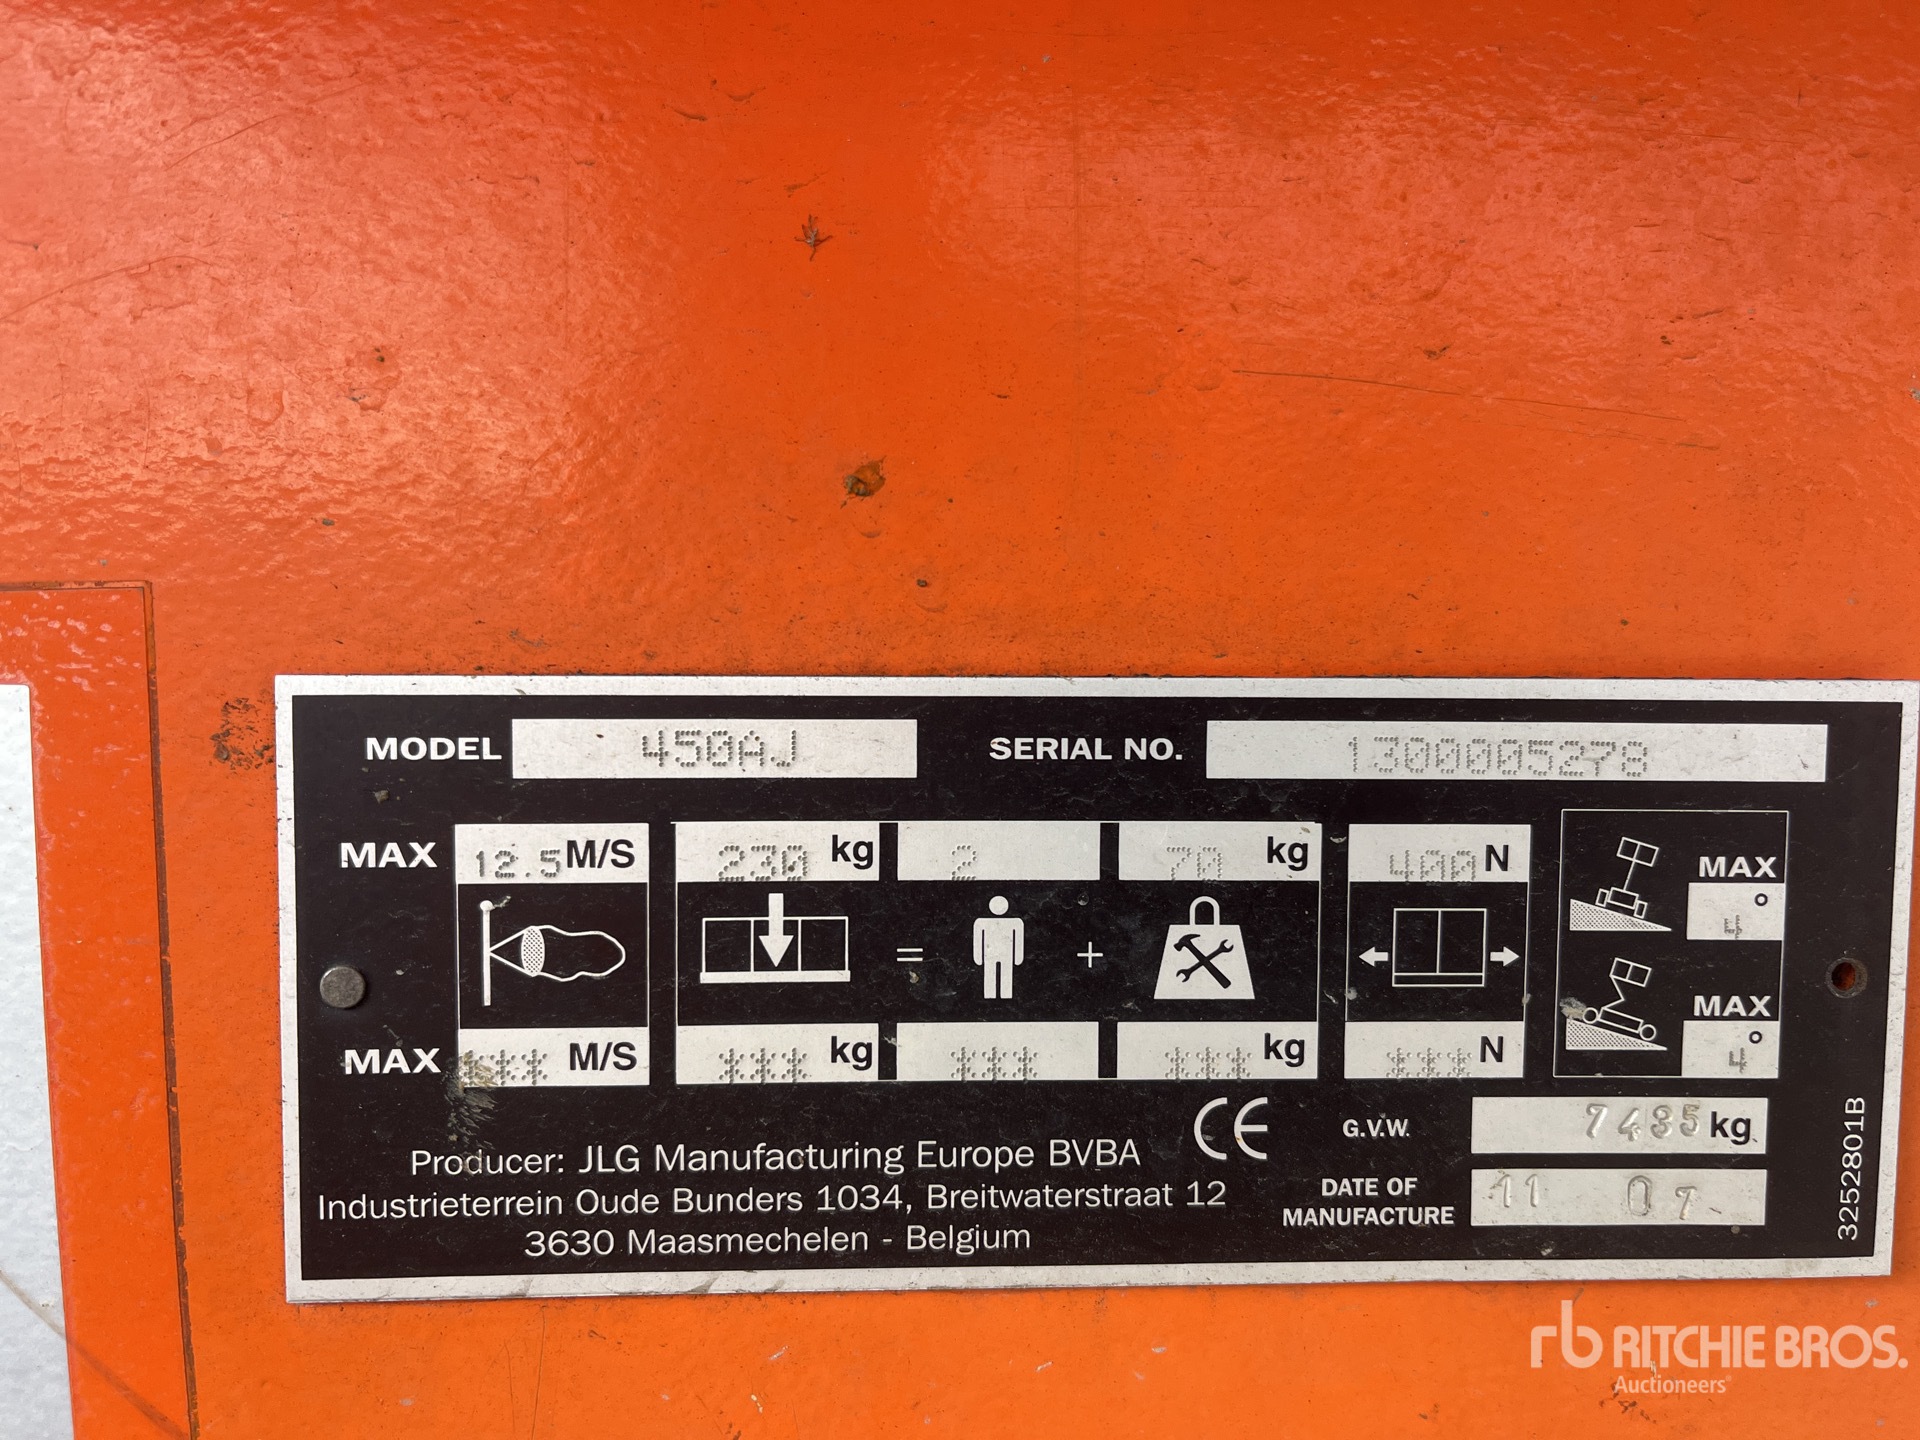 MODEL 450AJ SERIAL NO. 1300005278
MAX 12.5 M/S 230 kg 2 70 kg 400 N
MAX
°
= +
MAX
4°
MAX *** M/S *** kg *** *** kg *** N
CE G.V.W. 7435 kg
Producer: JLG Manufacturing Europe BVBA
Industrieterrein Oude Bunders 1034, Breitwaterstraat 12
3630 Maasmechelen - Belgium
DATE OF
MANUFACTURE 11 07
3252801B
rb RITCHIE BROS.
Auctioneers